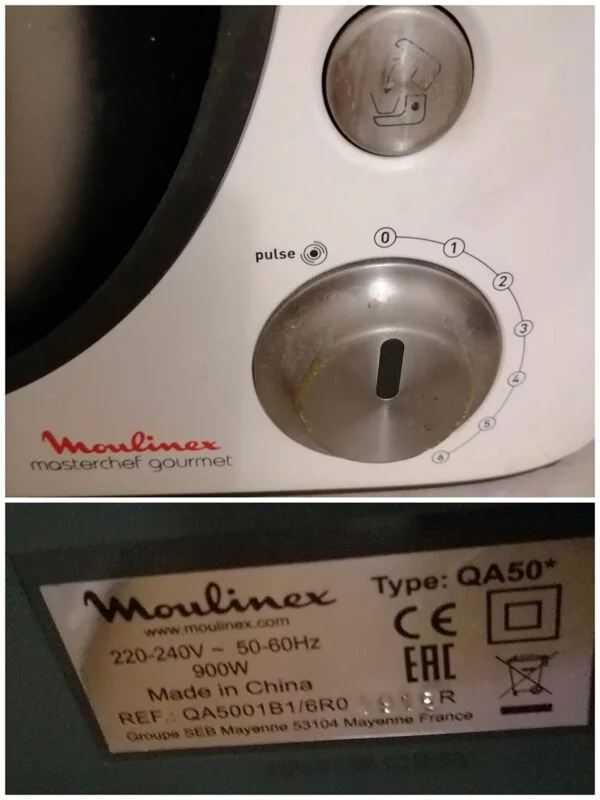 pulse
0
1
2
3
4
5
6
Moulinex
masterchef gourmet
Moulinex
www.moulinex.com
Type: QA50*
220-240V ~ 50-60Hz
900W
CE
EAC
Made in China
REF.: QA5001B1/6R0 R
Groupe SEB Mayenne 53104 Mayenne France